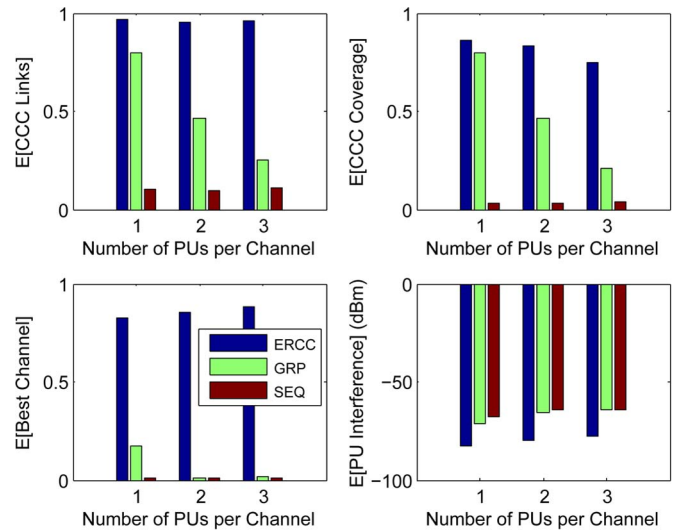 E[CCC Links]
1
0.5
0
1 2 3
Number of PUs per Channel
E[CCC Coverage]
1
0.5
0
1 2 3
Number of PUs per Channel
E[Best Channel]
1
0.5
0
1 2 3
Number of PUs per Channel
ERCC
GRP
SEQ
E[PU Interference] (dBm)
0
−50
−100
1 2 3
Number of PUs per Channel